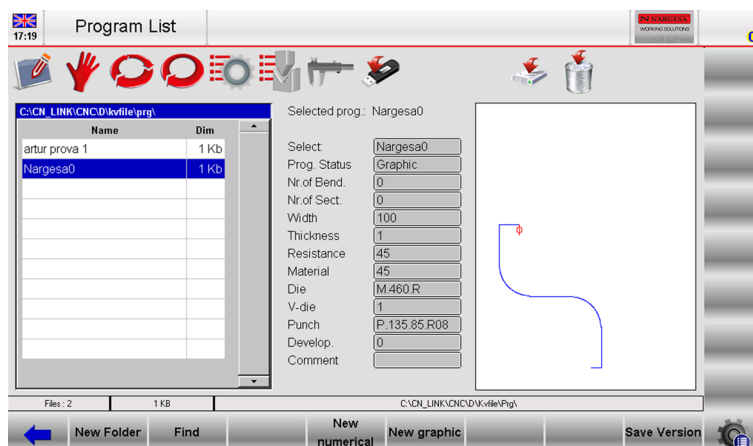 17:19
Program List
NARGESA
WORKING SOLUTIONS
C:\CN_LINK\CNC\D\kvfile\prg\
Name Dim
artur prova 1 1 Kb
Nargesa0 1 Kb
Selected prog.: Nargesa0
Select: Nargesa0
Prog. Status Graphic
Nr.of Bend. 0
Nr.of Sect. 0
Width 100
Thickness 1
Resistance 45
Material 45
Die M.460.R
V-die 1
Punch P.135.85.R08
Develop. 0
Comment
Files : 2 1 KB C:\CN_LINK\CNC\D\Kvfile\Prg\
New Folder Find New numerical New graphic Save Version